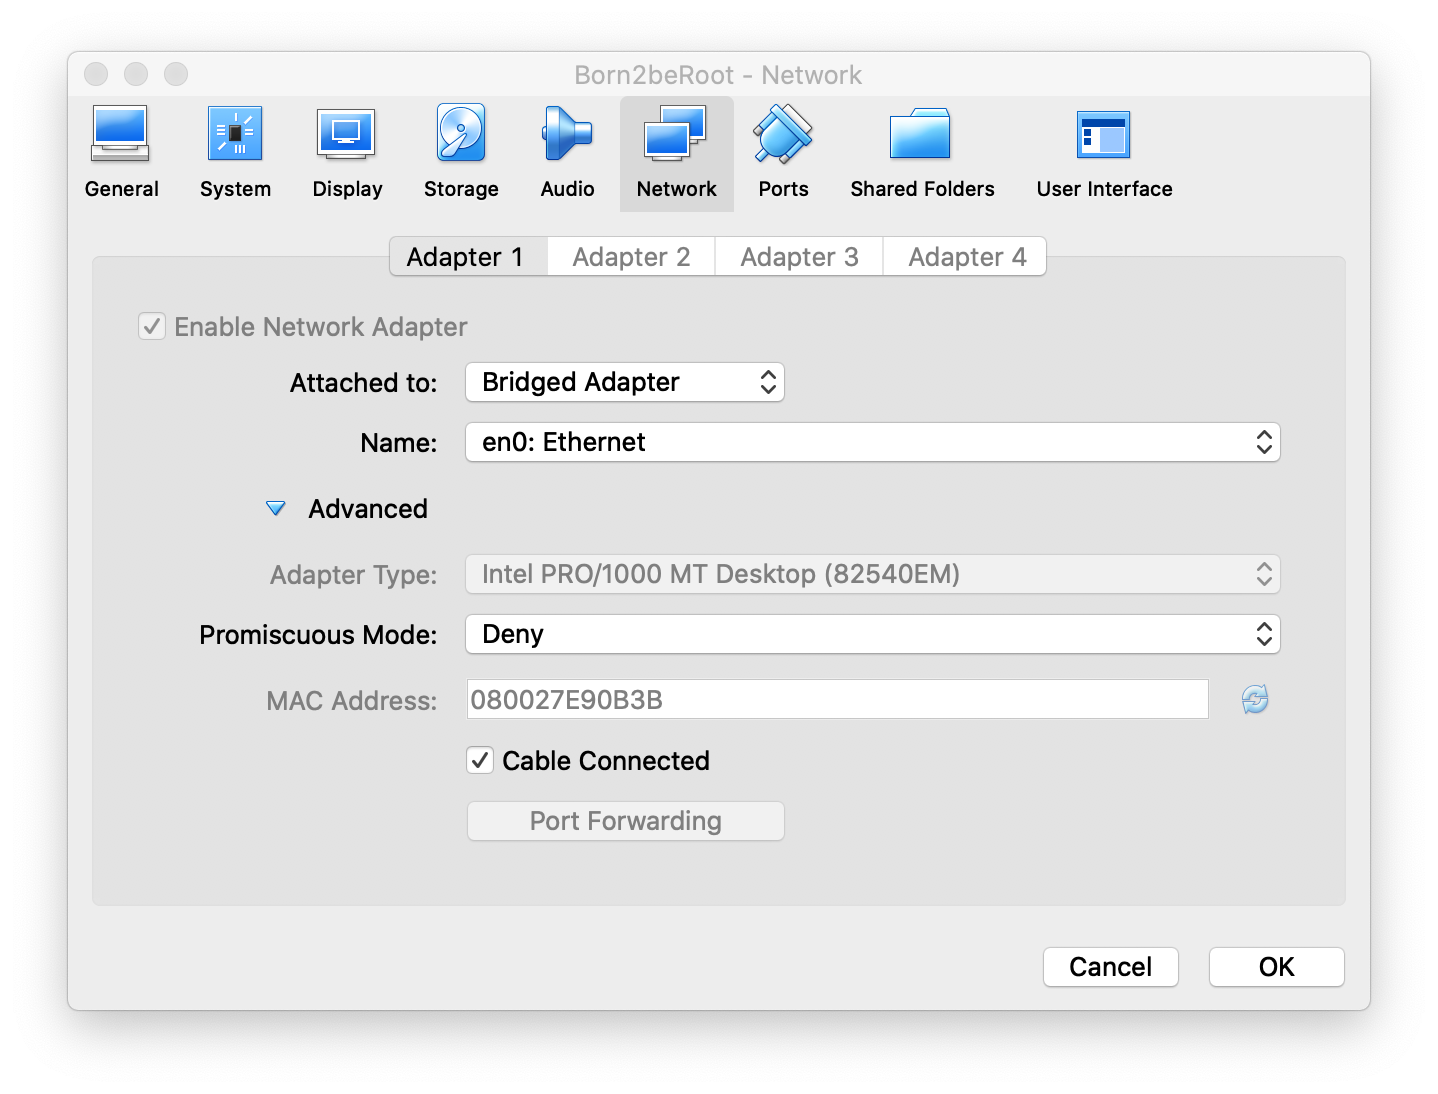 Born2beRoot - Network
General System Display Storage Audio Network Ports Shared Folders User Interface
Adapter 1 Adapter 2 Adapter 3 Adapter 4
Enable Network Adapter
Attached to: Bridged Adapter
Name: en0: Ethernet
Advanced
Adapter Type: Intel PRO/1000 MT Desktop (82540EM)
Promiscuous Mode: Deny
MAC Address: 080027E90B3B
Cable Connected
Port Forwarding
Cancel OK